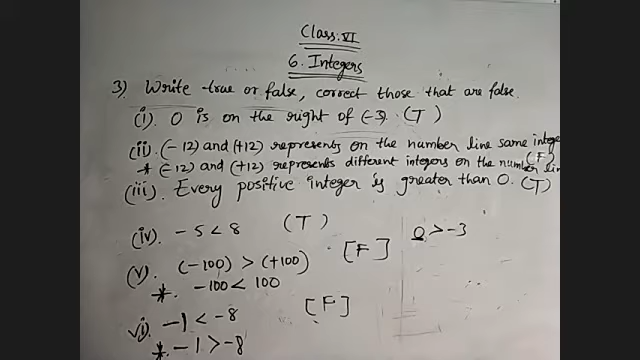 Class: VI
6. Integers
3) Write true or false, correct those that are false.
(i). 0 is on the right of (-3). (T)
(ii). (-12) and (+12) represents on the number line same intege
(F)
* (-12) and (+12) represents different integers on the number lin
(iii). Every positive integer is greater than 0. (T)
(iv). -5 < 8 (T)
0 > -3
(v). (-100) > (+100) [F]
*. -100 < 100
vi). -1 < -8 [F]
*. -1 > -8